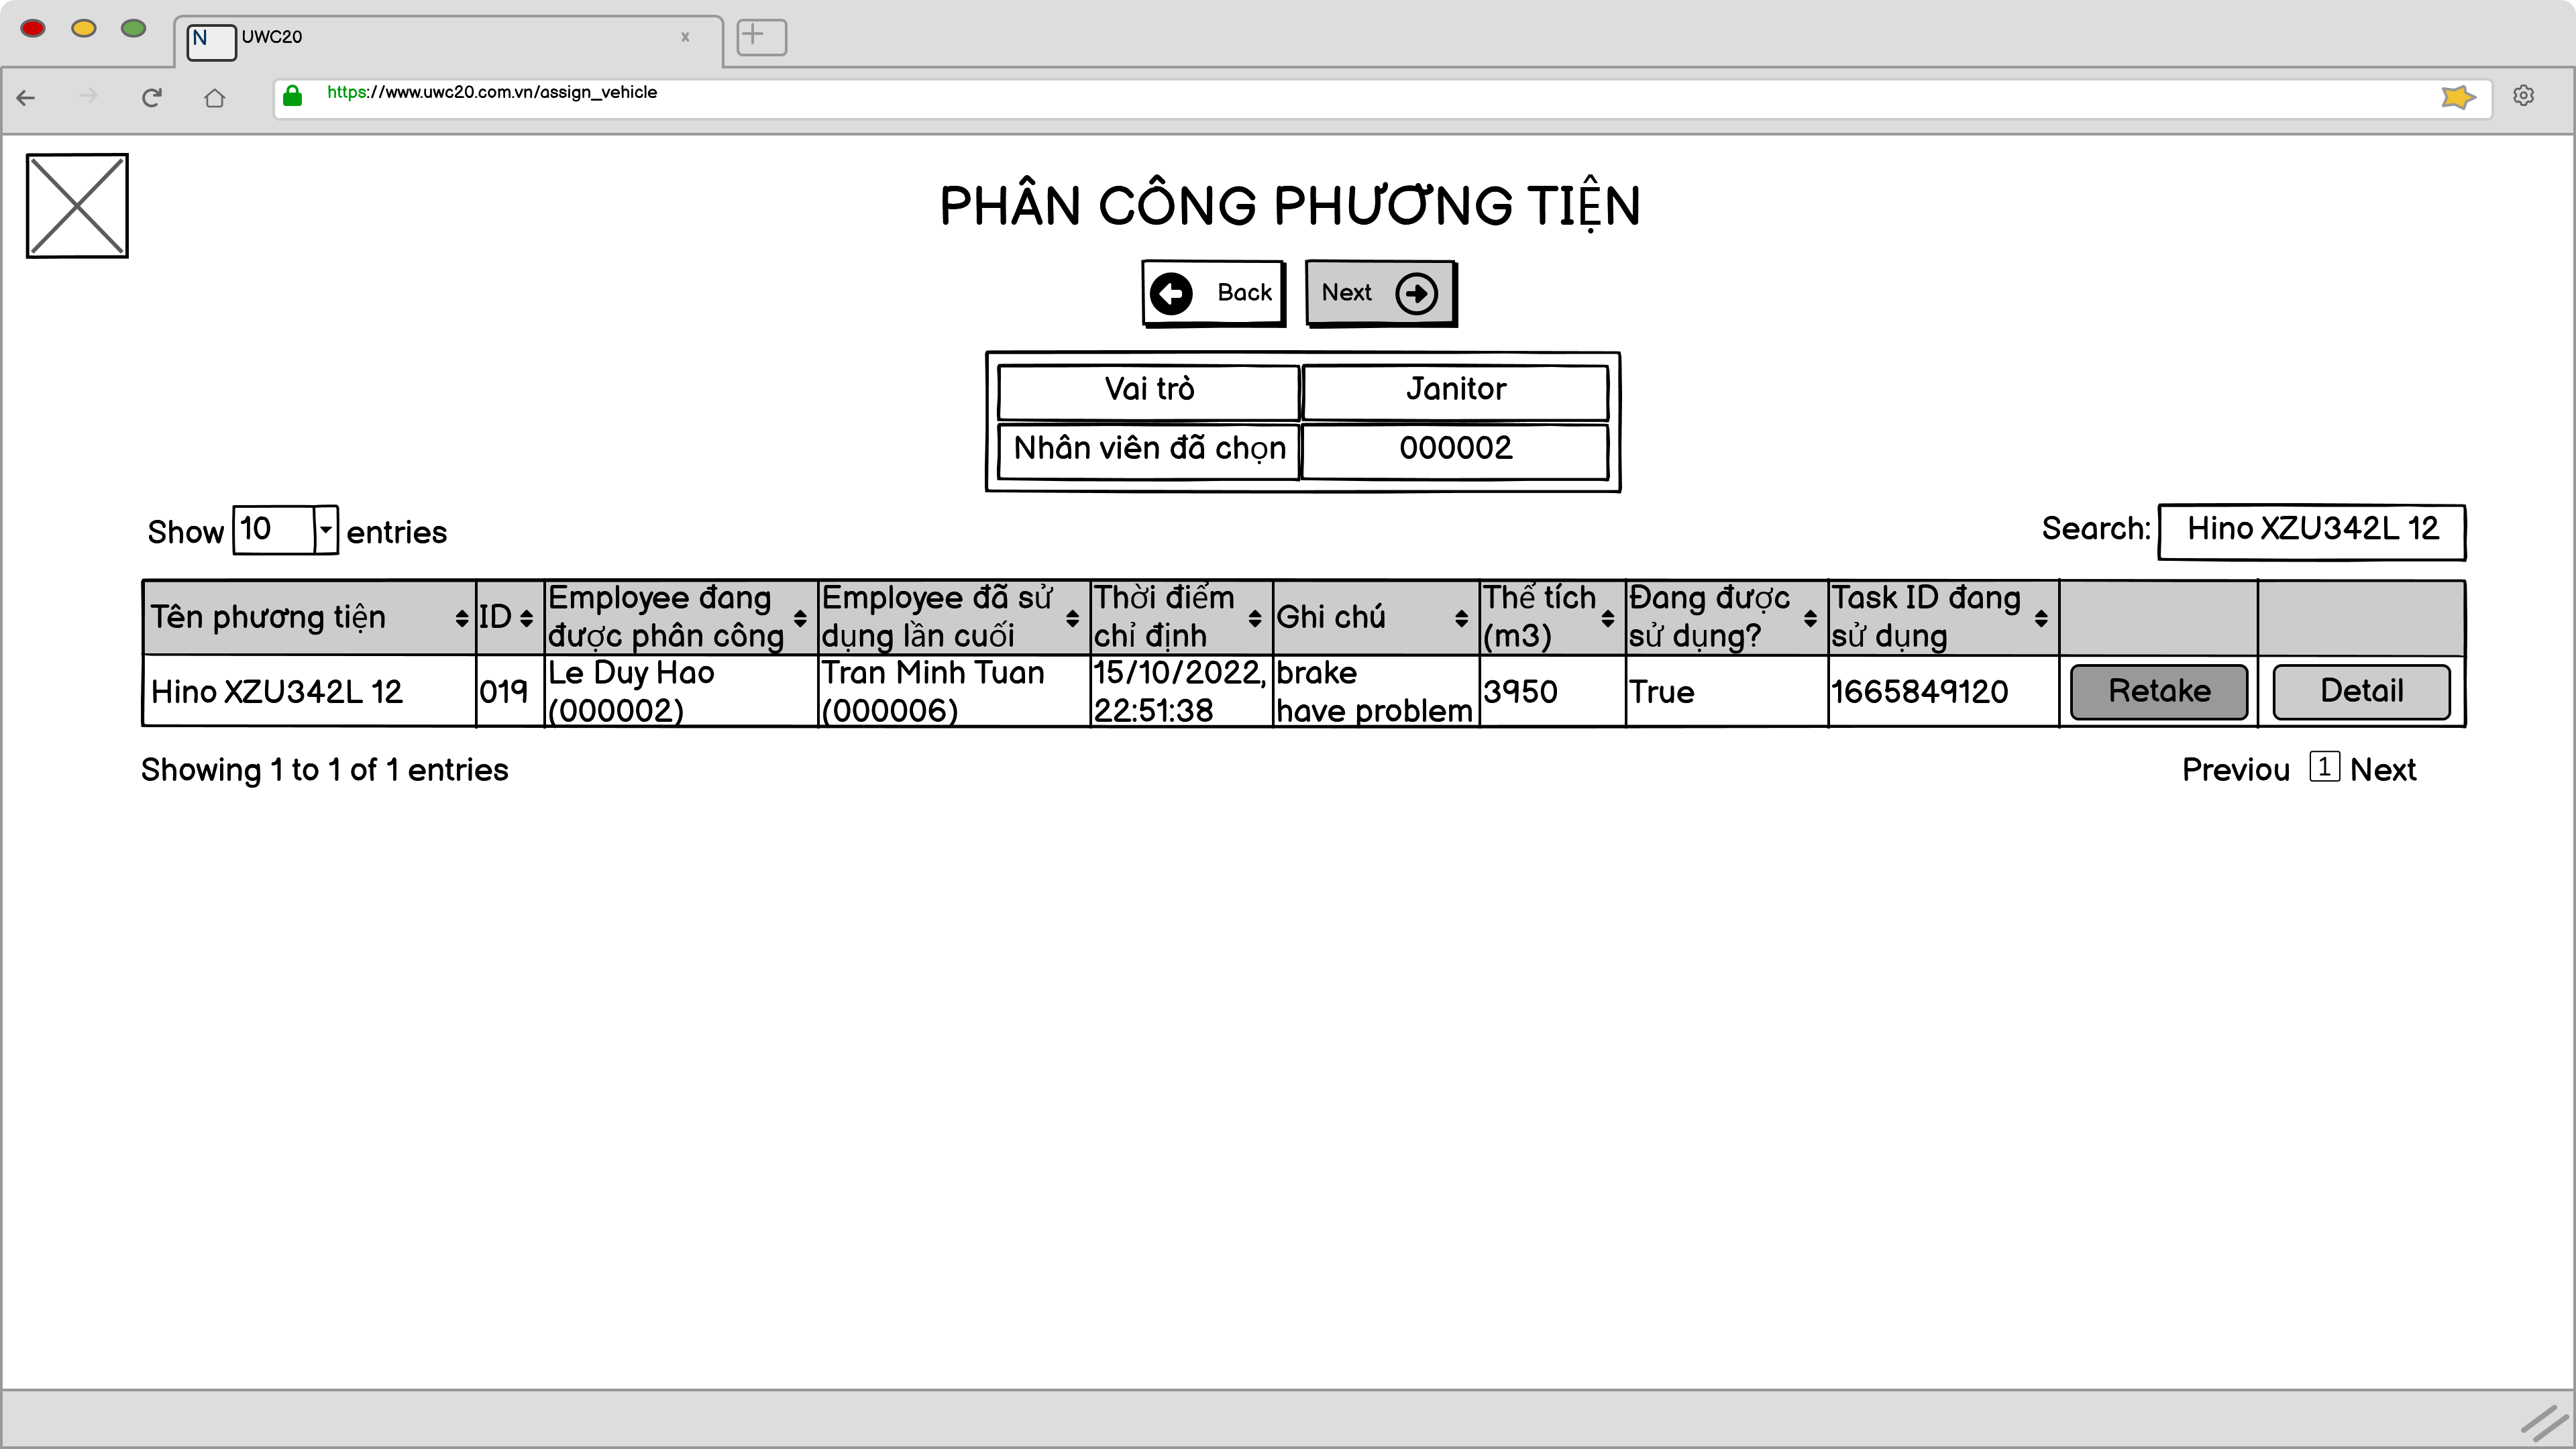 N UWC20 x
https://www.uwc20.com.vn/assign_vehicle
PHÂN CÔNG PHƯƠNG TIỆN
Back Next
Vai trò Janitor
Nhân viên đã chọn 000002
Show 10 entries Search: Hino XZU342L 12
Tên phương tiện ID Employee đang được phân công Employee đã sử dụng lần cuối Thời điểm chỉ định Ghi chú Thể tích (m3) Đang được sử dụng? Task ID đang sử dụng
Hino XZU342L 12 019 Le Duy Hao (000002) Tran Minh Tuan (000006) 15/10/2022, 22:51:38 brake have problem 3950 True 1665849120 Retake Detail
Showing 1 to 1 of 1 entries Previou 1 Next